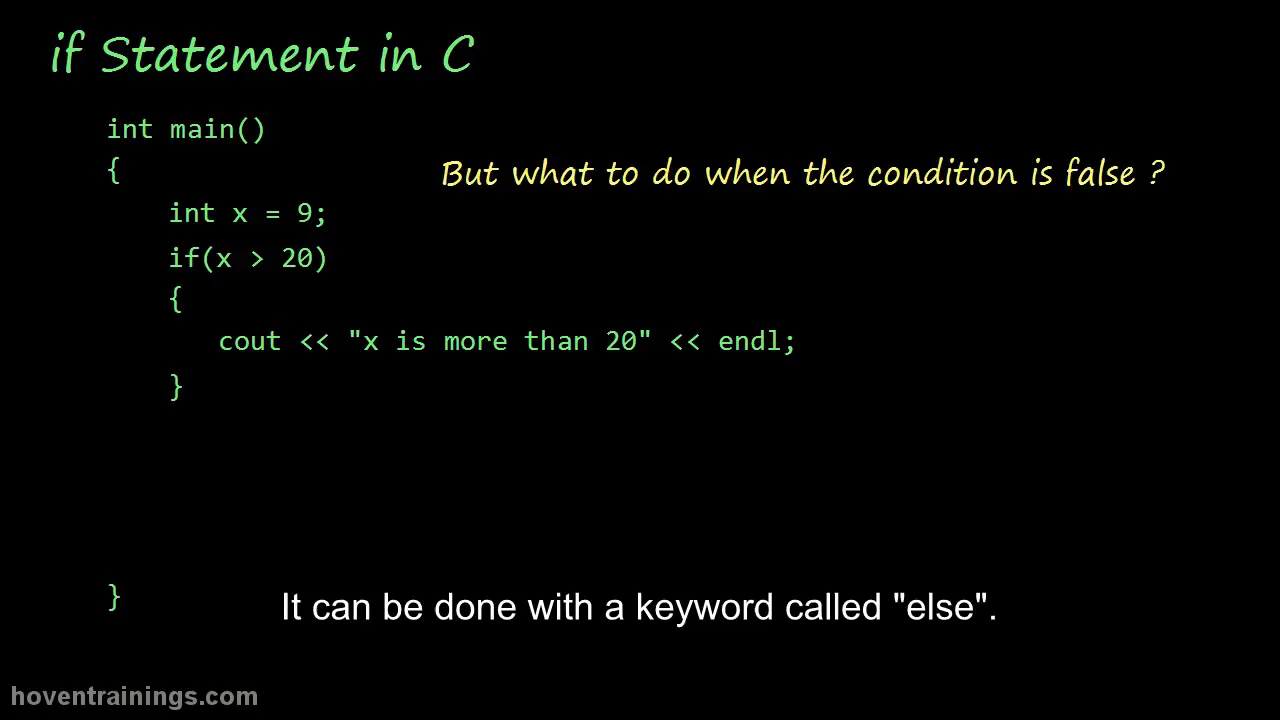 if Statement in C
int main()
{
But what to do when the condition is false ?
int x = 9;
if(x > 20)
{
cout << "x is more than 20" << endl;
}
}
It can be done with a keyword called "else".
hoventrainings.com